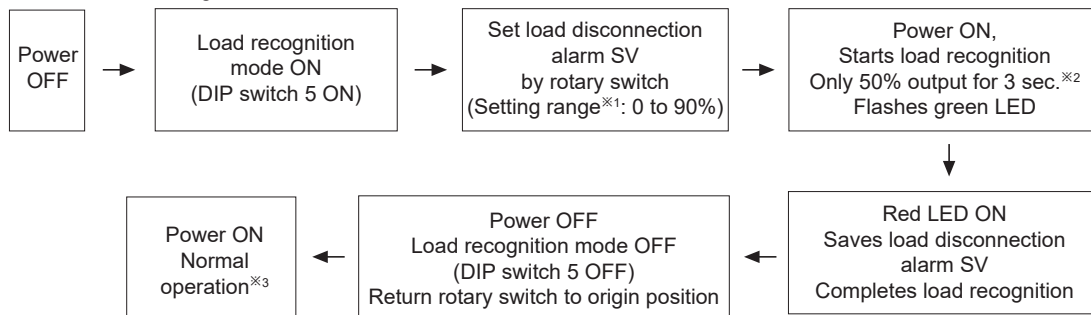 Power
OFF
Load recognition
mode ON
(DIP switch 5 ON)
Set load disconnection
alarm SV
by rotary switch
(Setting range※1: 0 to 90%)
Power ON,
Starts load recognition
Only 50% output for 3 sec.※2
Flashes green LED
Red LED ON
Saves load disconnection
alarm SV
Completes load recognition
Power OFF
Load recognition mode OFF
(DIP switch 5 OFF)
Return rotary switch to origin position
Power ON
Normal
operation※3